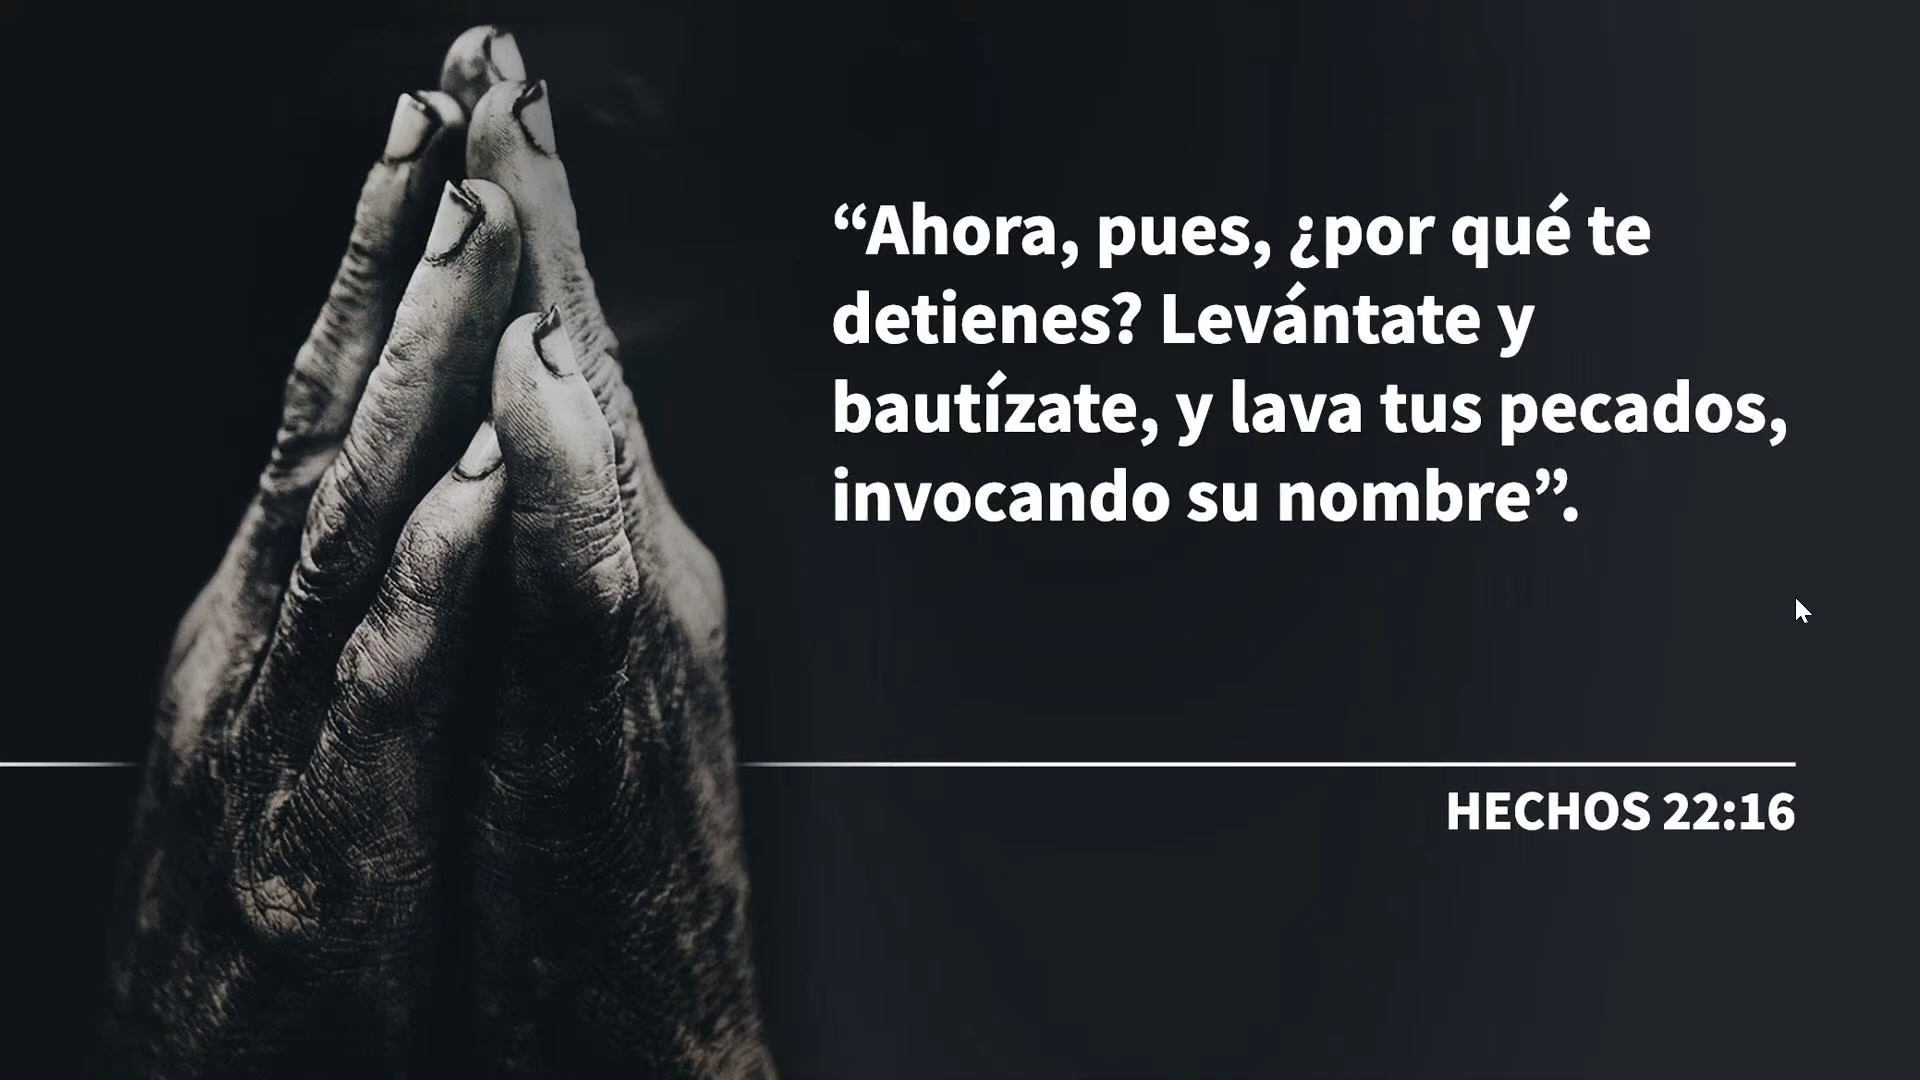 “Ahora, pues, ¿por qué te
detienes? Levántate y
bautízate, y lava tus pecados,
invocando su nombre”.
HECHOS 22:16